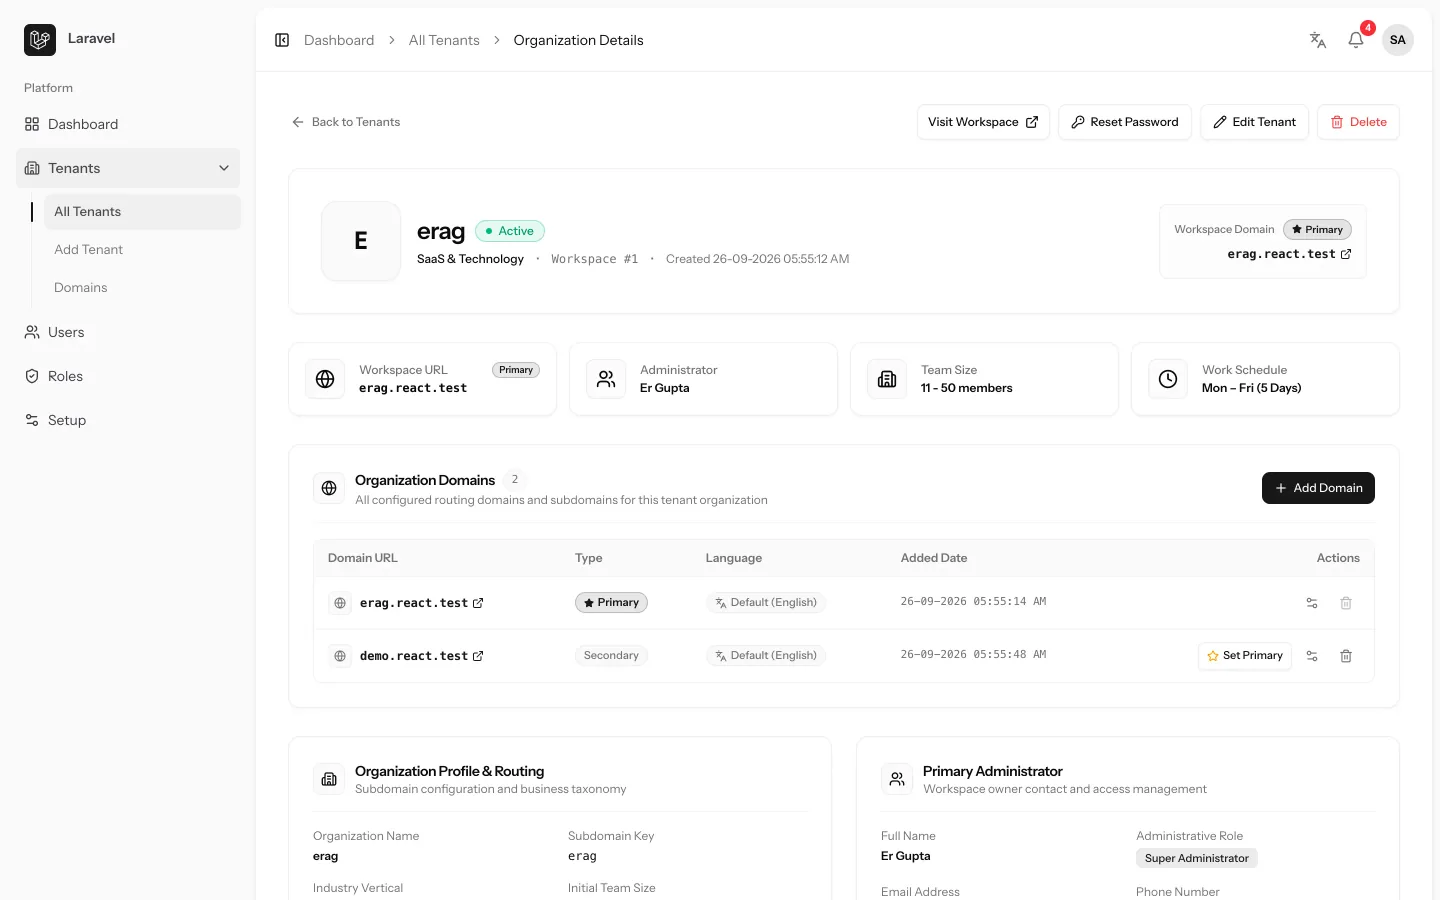 Laravel
Platform
Dashboard
Tenants
All Tenants
Add Tenant
Domains
Users
Roles
Setup
Dashboard > All Tenants > Organization Details
4
SA
Back to Tenants
Visit Workspace
Reset Password
Edit Tenant
Delete
E
erag
Active
SaaS & Technology · Workspace #1 · Created 26-09-2026 05:55:12 AM
Workspace Domain
Primary
erag.react.test
Workspace URL
Primary
erag.react.test
Administrator
Er Gupta
Team Size
11 - 50 members
Work Schedule
Mon – Fri (5 Days)
Organization Domains 2
All configured routing domains and subdomains for this tenant organization
Add Domain
Domain URL Type Language Added Date Actions
erag.react.test Primary Default (English) 26-09-2026 05:55:14 AM
demo.react.test Secondary Default (English) 26-09-2026 05:55:48 AM Set Primary
Organization Profile & Routing
Subdomain configuration and business taxonomy
Organization Name
erag
Subdomain Key
erag
Industry Vertical
Initial Team Size
Primary Administrator
Workspace owner contact and access management
Full Name
Er Gupta
Administrative Role
Super Administrator
Email Address
Phone Number